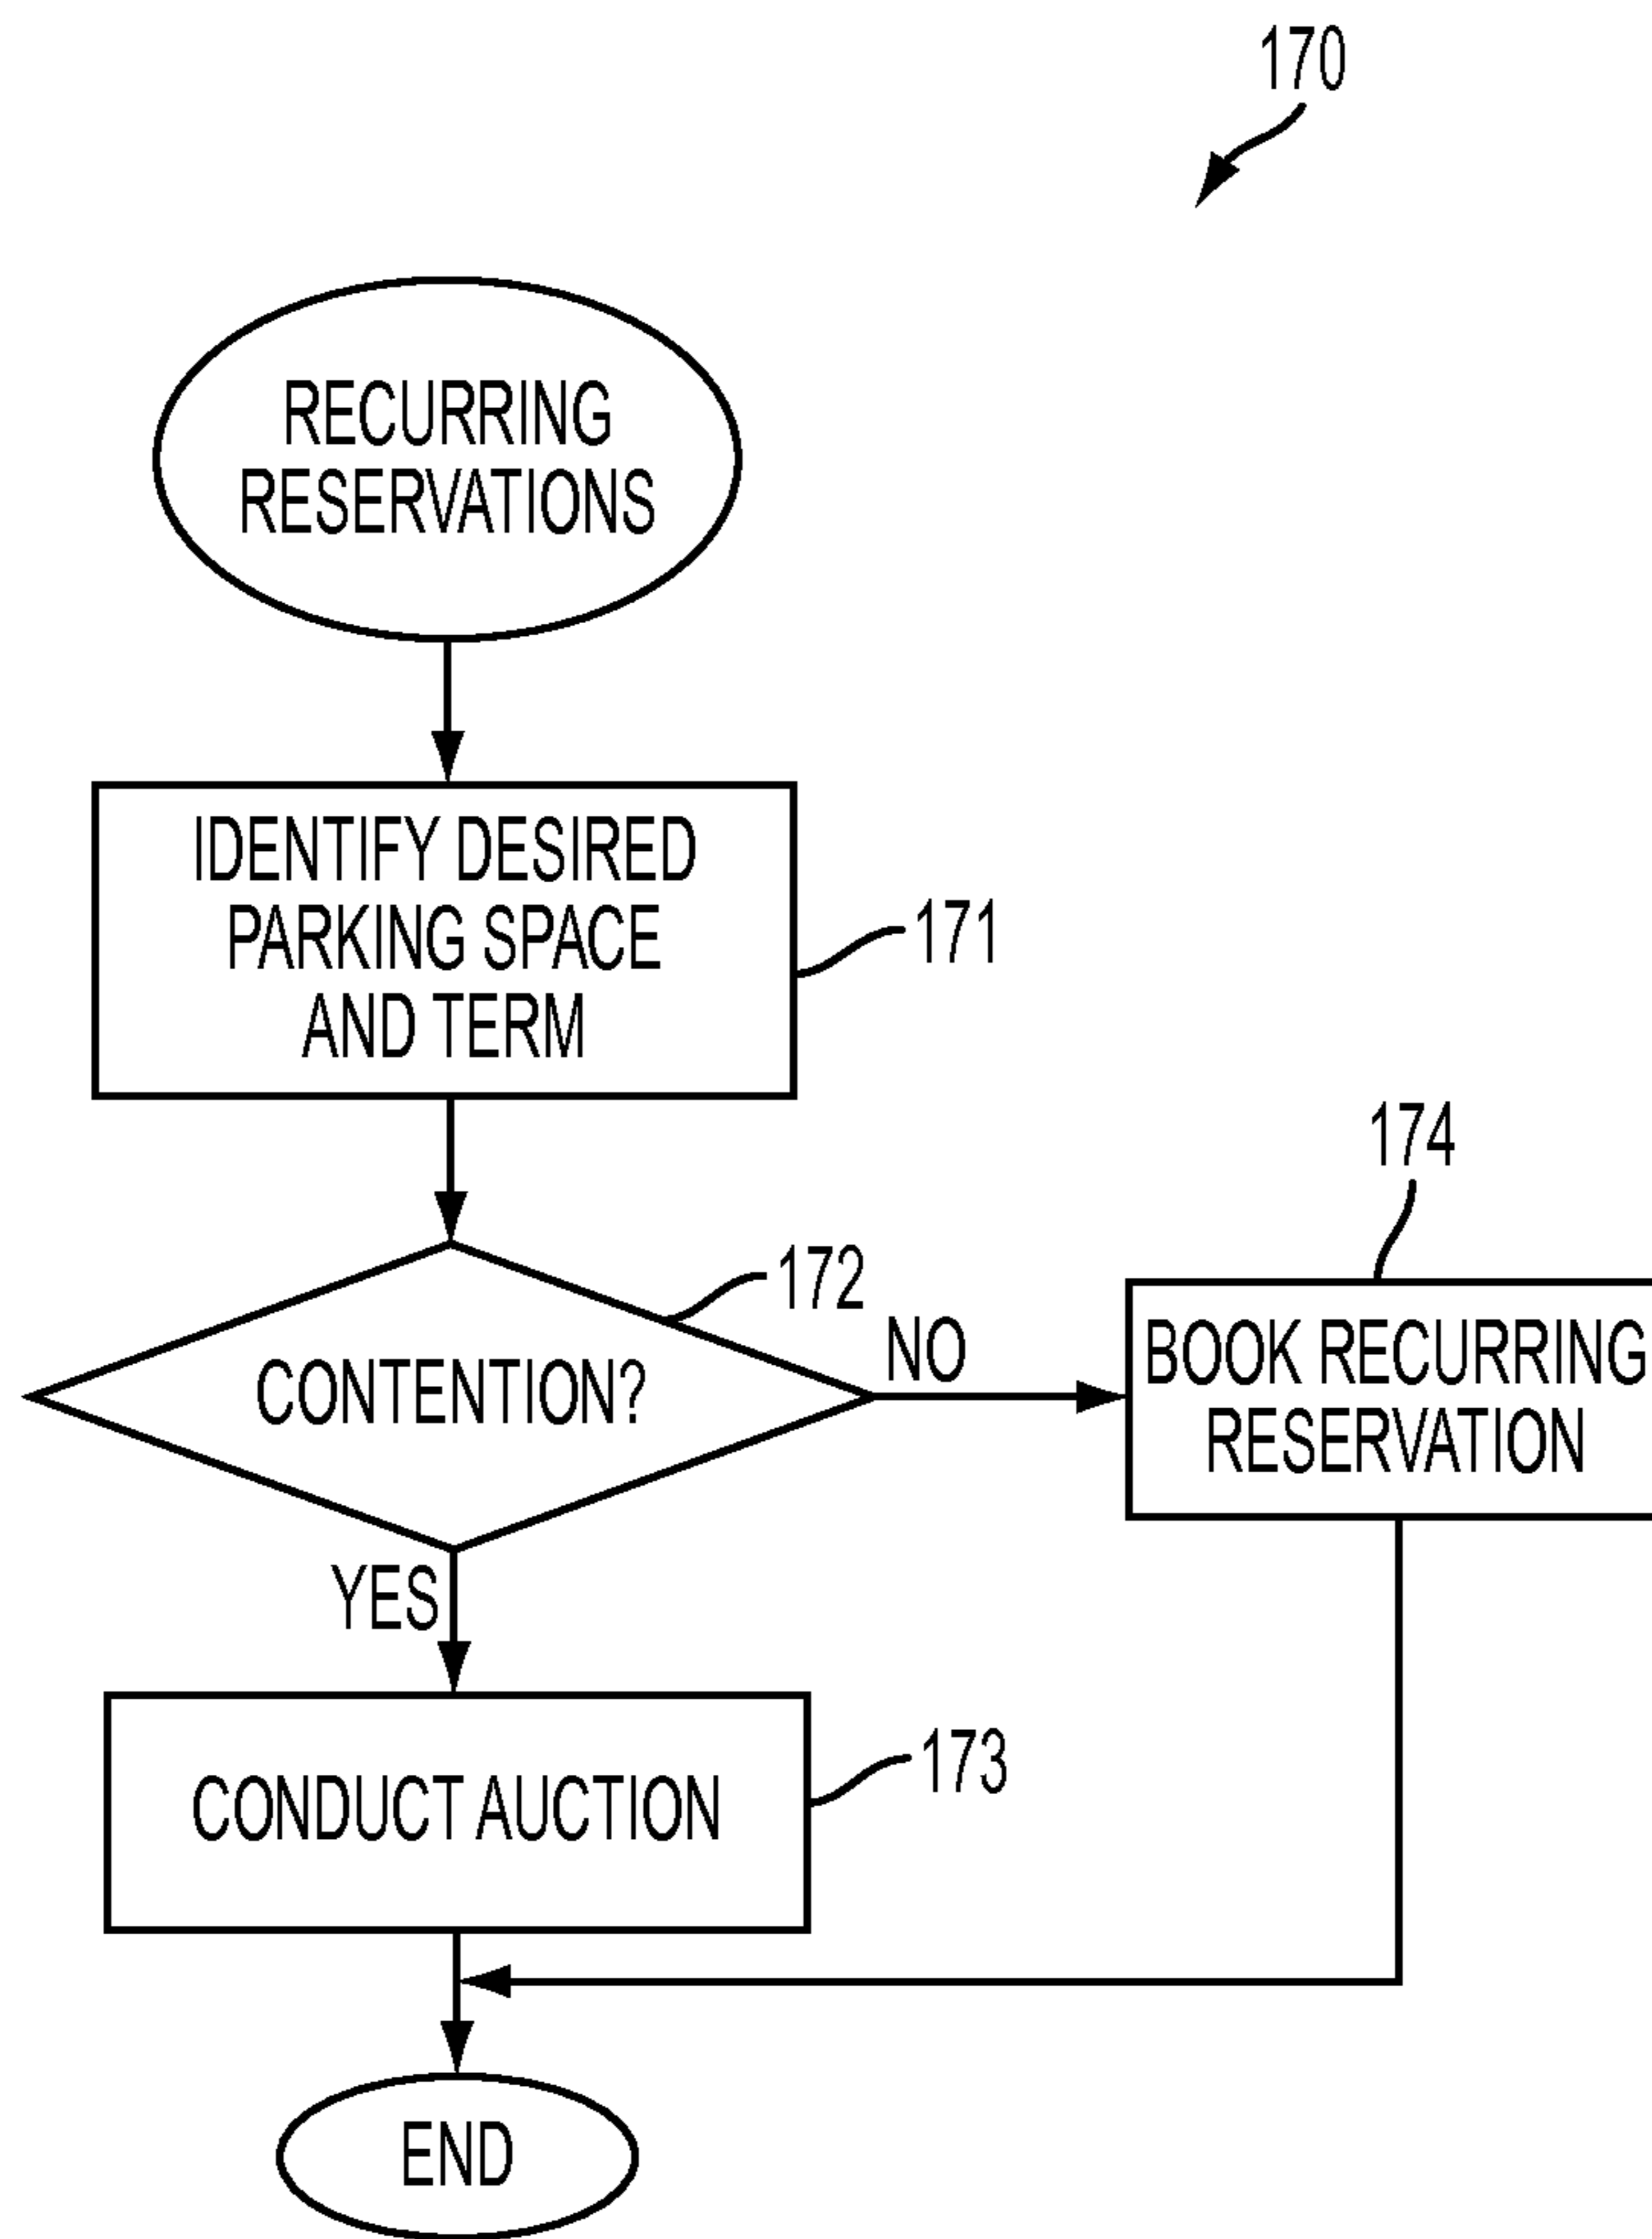 170
RECURRING
RESERVATIONS
IDENTIFY DESIRED
PARKING SPACE
AND TERM
171
174
172
NO
CONTENTION?
BOOK RECURRING
RESERVATION
YES
CONDUCT AUCTION
173
END